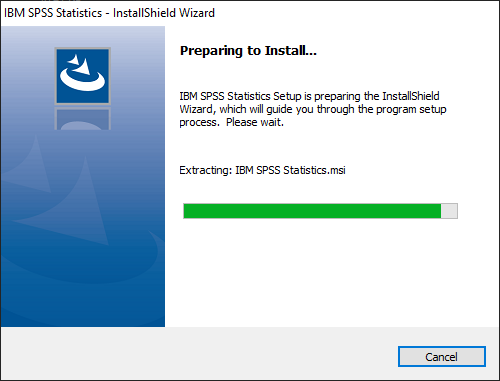 IBM SPSS Statistics - InstallShield Wizard
Preparing to Install...
IBM SPSS Statistics Setup is preparing the InstallShield
Wizard, which will guide you through the program setup
process. Please wait.
Extracting: IBM SPSS Statistics.msi
Cancel